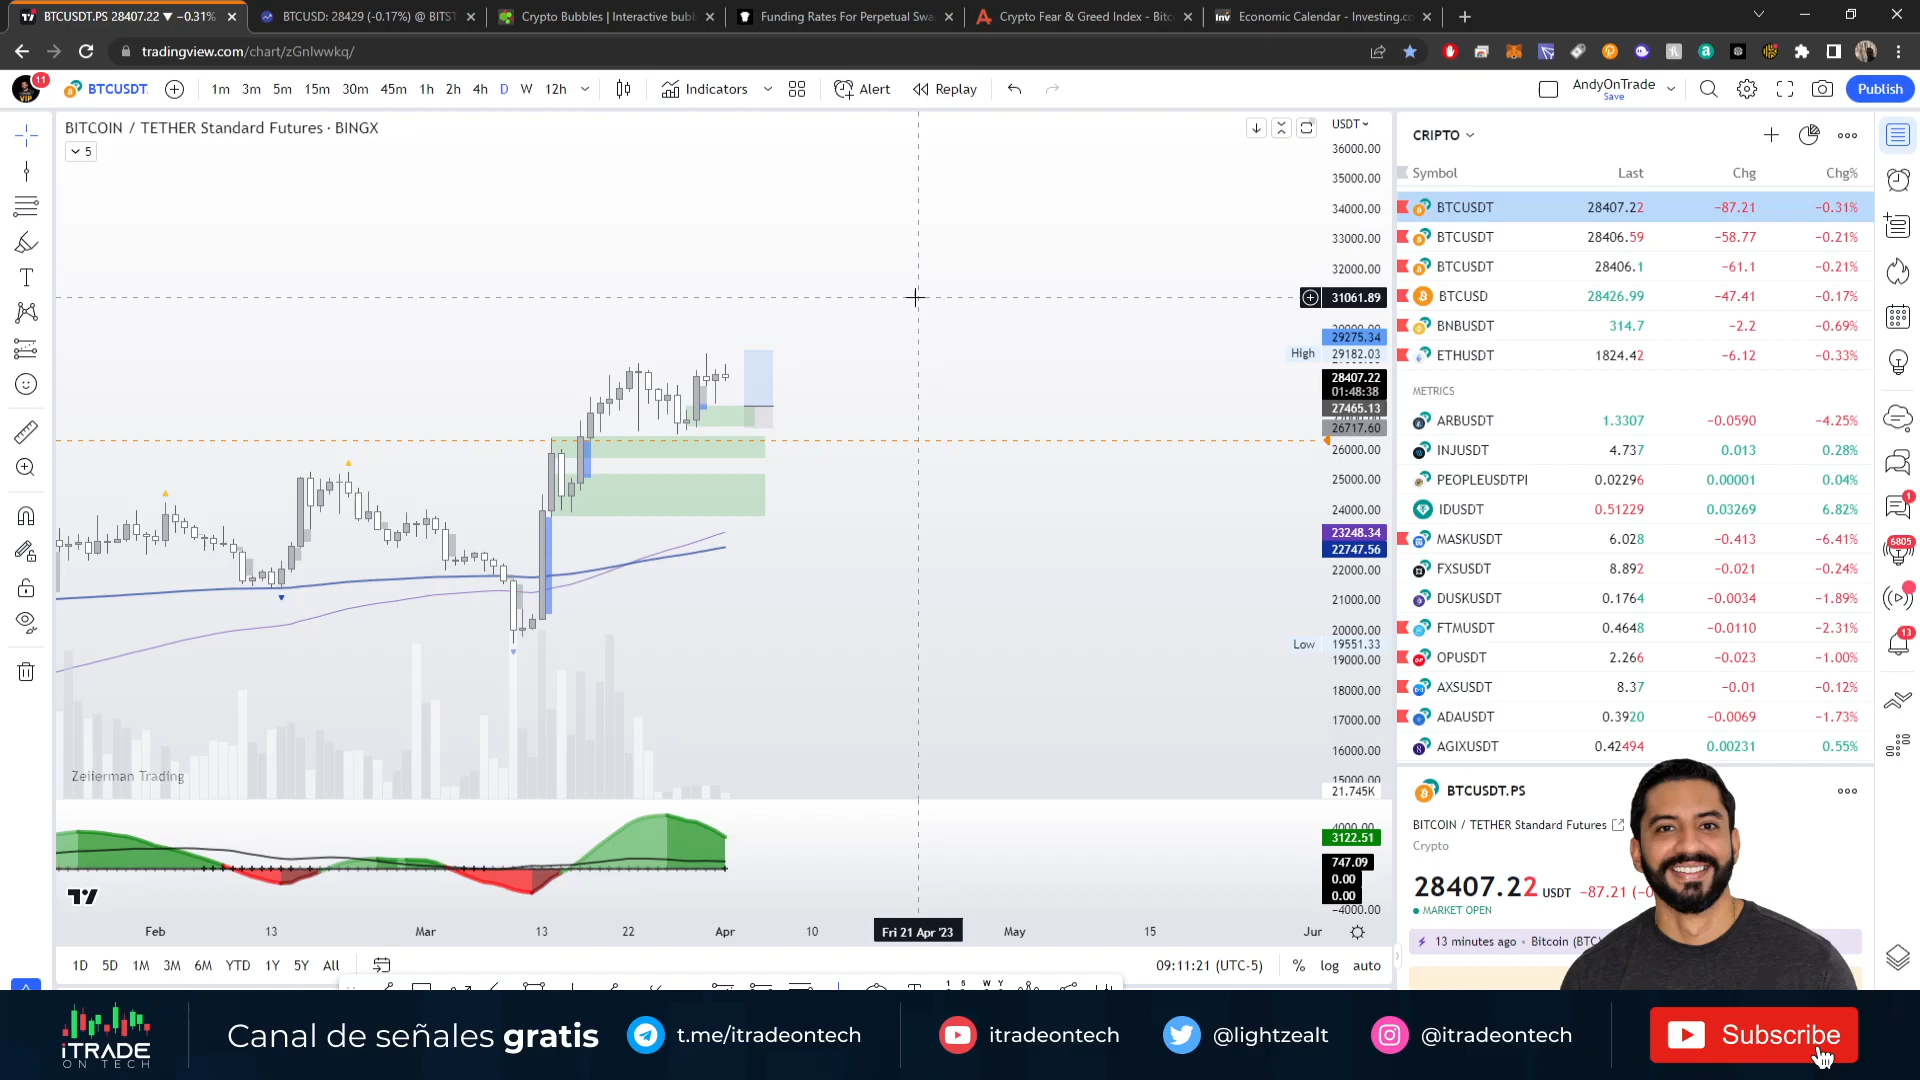 BTCUSDT.PS 28407.22 ▼ −0.31%
BTCUSD: 28429 (-0.17%) @ BITST
Crypto Bubbles | Interactive bubb
Funding Rates For Perpetual Swa
Crypto Fear & Greed Index - Bitc
Economic Calendar - Investing.co
tradingview.com/chart/zGnlwwkq/
11
VIP
BTCUSDT.
1m 3m 5m 15m 30m 45m 1h 2h 4h D W 12h
Indicators
Alert
Replay
AndyOnTrade
Save
Publish
BITCOIN / TETHER Standard Futures · BINGX
5
USDT
36000.00
35000.00
34000.00
33000.00
32000.00
31061.89
29275.34
High 29182.03
28407.22
01:48:38
27465.13
26717.60
26000.00
25000.00
24000.00
23248.34
22747.56
22000.00
21000.00
20000.00
Low 19551.33
19000.00
18000.00
17000.00
16000.00
15000.00
21.745K
Zeiierman Trading
4000.00
3122.51
747.09
0.00
0.00
−4000.00
Feb 13 Mar 13 22 Apr 10 Fri 21 Apr '23 May 15 Jun
1D 5D 1M 3M 6M YTD 1Y 5Y All
09:11:21 (UTC-5) % log auto
CRIPTO
Symbol Last Chg Chg%
BTCUSDT 28407.22 −87.21 −0.31%
BTCUSDT 28406.59 −58.77 −0.21%
BTCUSDT 28406.1 −61.1 −0.21%
BTCUSD 28426.99 −47.41 −0.17%
BNBUSDT 314.7 −2.2 −0.69%
ETHUSDT 1824.42 −6.12 −0.33%
METRICS
ARBUSDT 1.3307 −0.0590 −4.25%
INJUSDT 4.737 0.013 0.28%
PEOPLEUSDTPI 0.02296 0.00001 0.04%
IDUSDT 0.51229 0.03269 6.82%
MASKUSDT 6.028 −0.413 −6.41%
FXSUSDT 8.892 −0.021 −0.24%
DUSKUSDT 0.1764 −0.0034 −1.89%
FTMUSDT 0.4648 −0.0110 −2.31%
OPUSDT 2.266 −0.023 −1.00%
AXSUSDT 8.37 −0.01 −0.12%
ADAUSDT 0.3920 −0.0069 −1.73%
AGIXUSDT 0.42494 0.00231 0.55%
BTCUSDT.PS
BITCOIN / TETHER Standard Futures
Crypto
28407.22 USDT −87.21 (−0
MARKET OPEN
13 minutes ago · Bitcoin (BTC)
1
6805
13
iTRADE
ON TECH
Canal de señales gratis
t.me/itradeontech
itradeontech
@lightzealt
@itradeontech
Subscribe